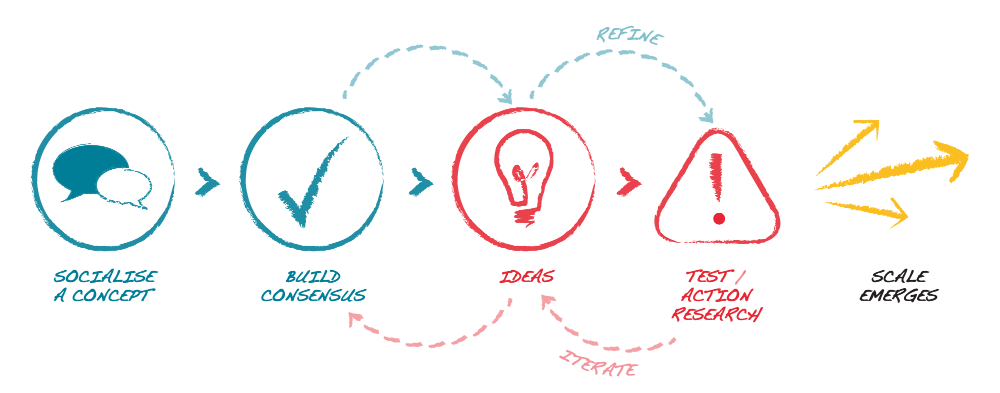 REFINE
SOCIALISE
A CONCEPT
BUILD
CONSENSUS
IDEAS
TEST /
ACTION
RESEARCH
SCALE
EMERGES
ITERATE